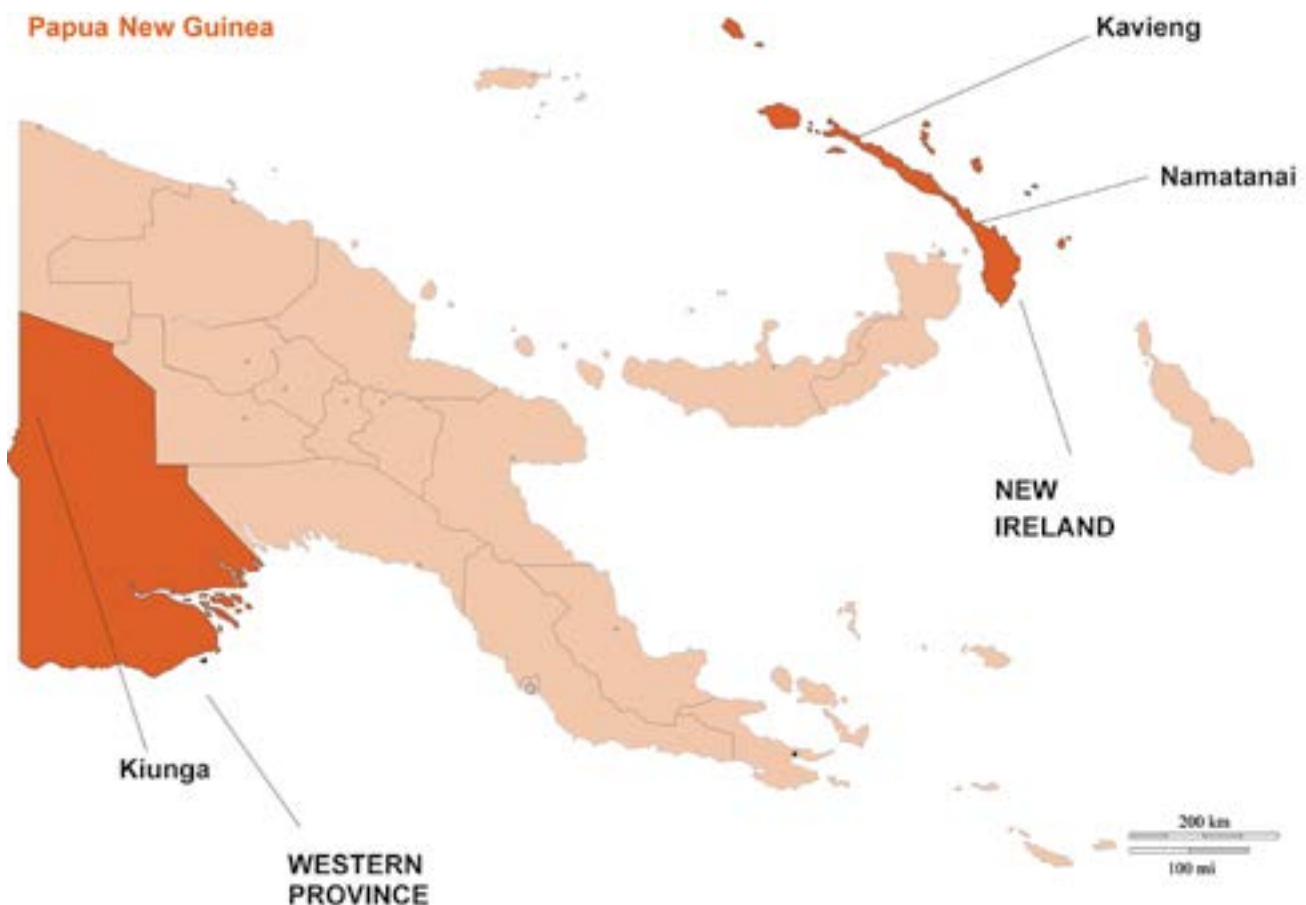 Papua New Guinea
Kavieng
Namatanai
NEW
IRELAND
Kiunga
WESTERN
PROVINCE
200 km
100 mi